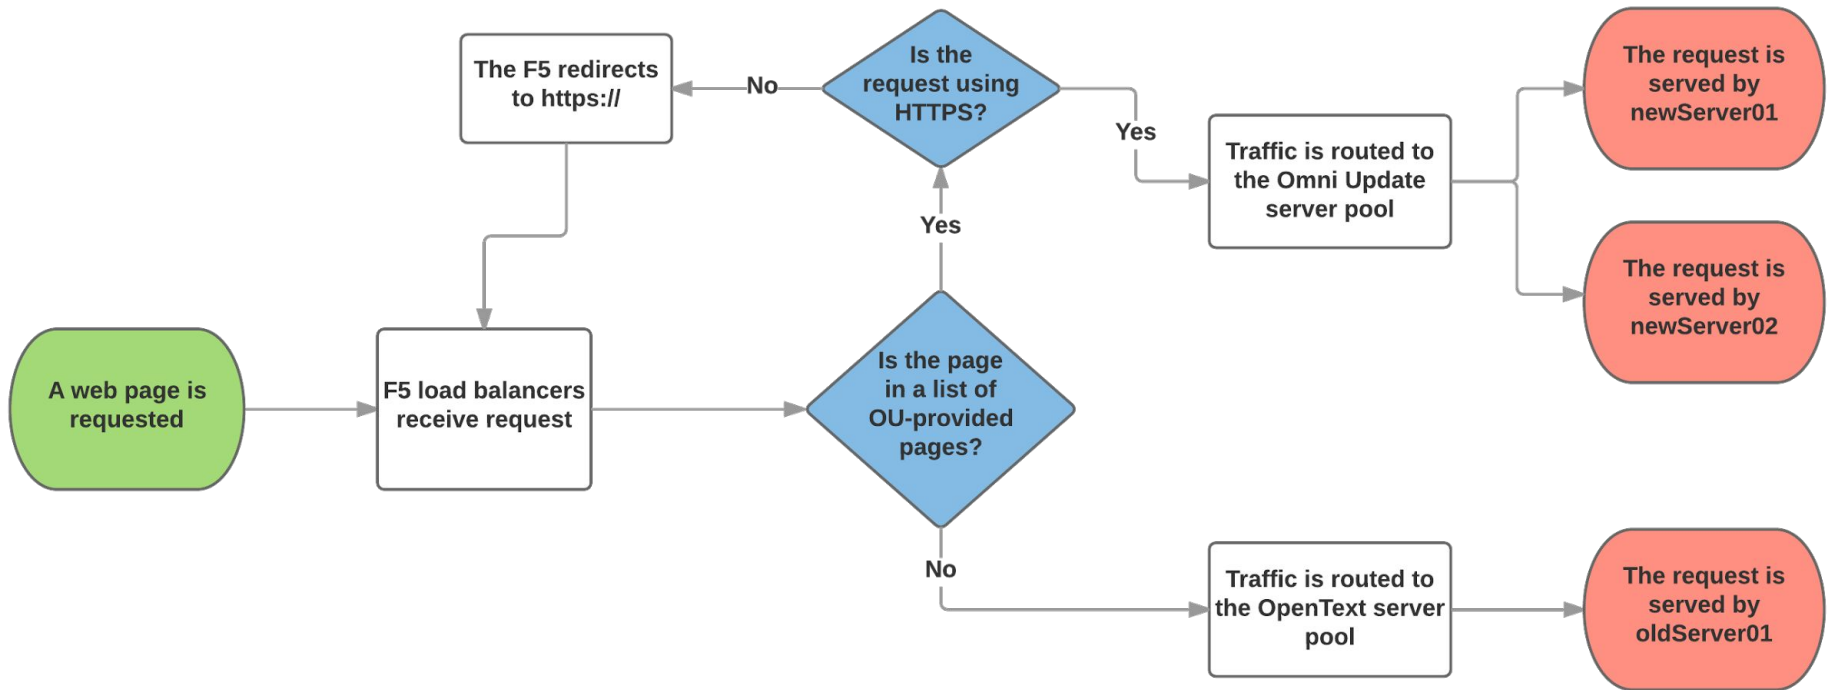 A web page is
requested
F5 load balancers
receive request
The F5 redirects
to https://
No
Is the
request using
HTTPS?
Yes
Yes
Is the page
in a list of
OU-provided
pages?
No
Traffic is routed to
the Omni Update
server pool
The request is
served by
newServer01
The request is
served by
newServer02
Traffic is routed to
the OpenText server
pool
The request is
served by
oldServer01